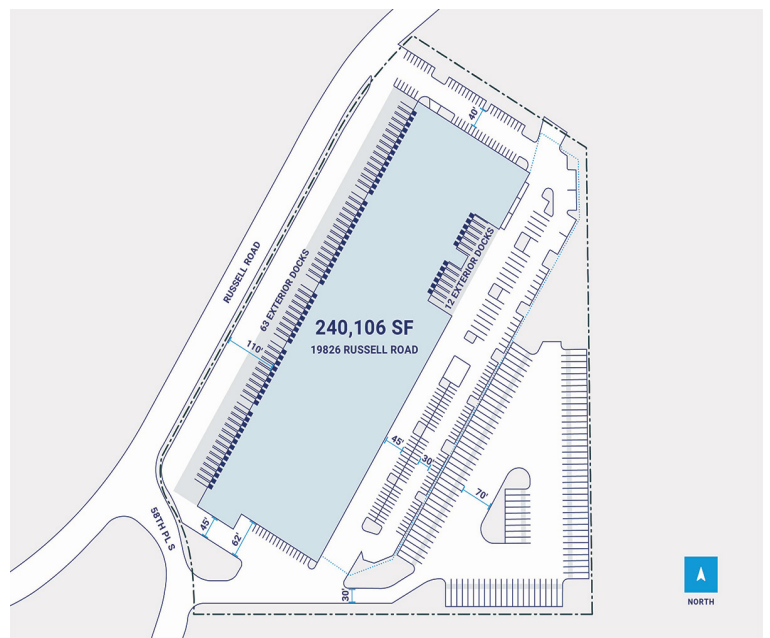 40'
RUSSELL ROAD
63 EXTERIOR DOCKS
12 EXTERIOR DOCKS
240,106 SF
19826 RUSSELL ROAD
110'
45'
30'
70'
58TH PL S
45'
62'
30'
NORTH